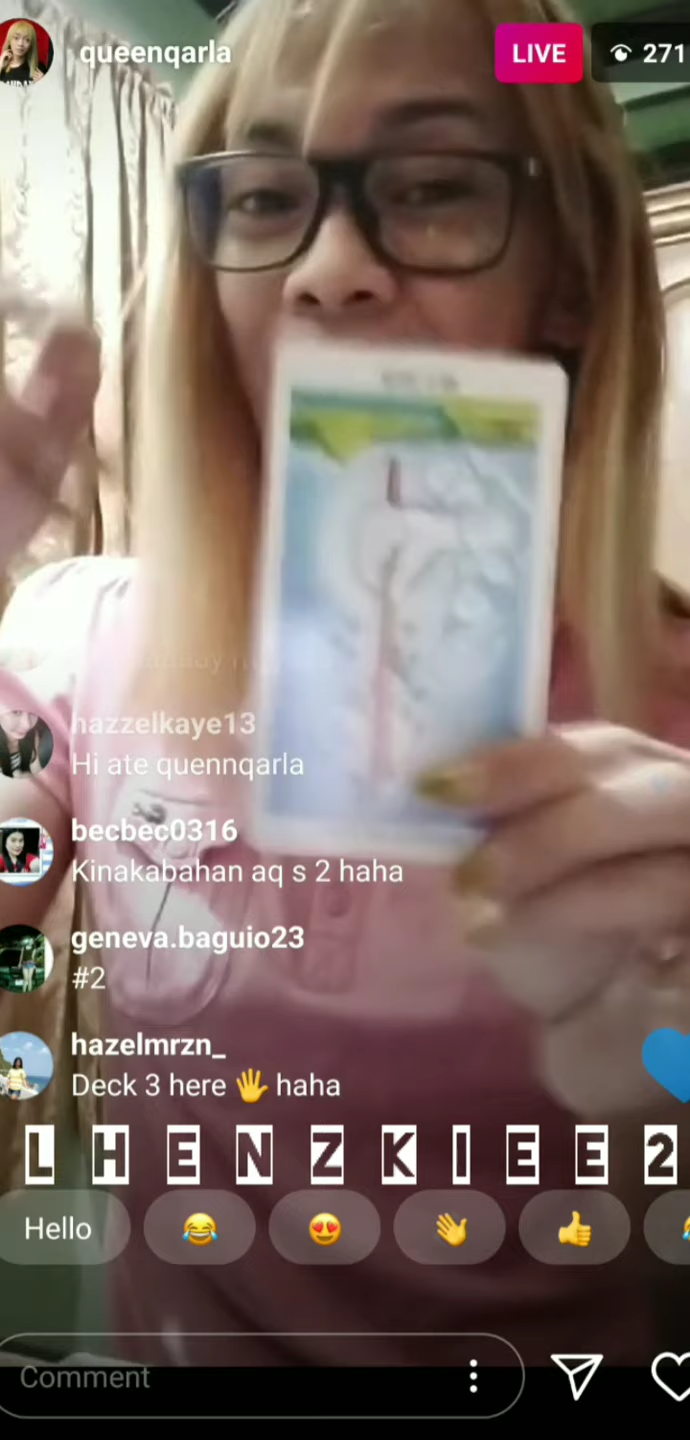 queenqarla
LIVE
271
hazzelkaye13
Hi ate quennqarla
becbec0316
Kinakabahan aq s 2 haha
geneva.baguio23
#2
hazelmrzn_
Deck 3 here 🖐 haha
LHENZKIEE2
Hello
😂 😍 👋 👍
Comment